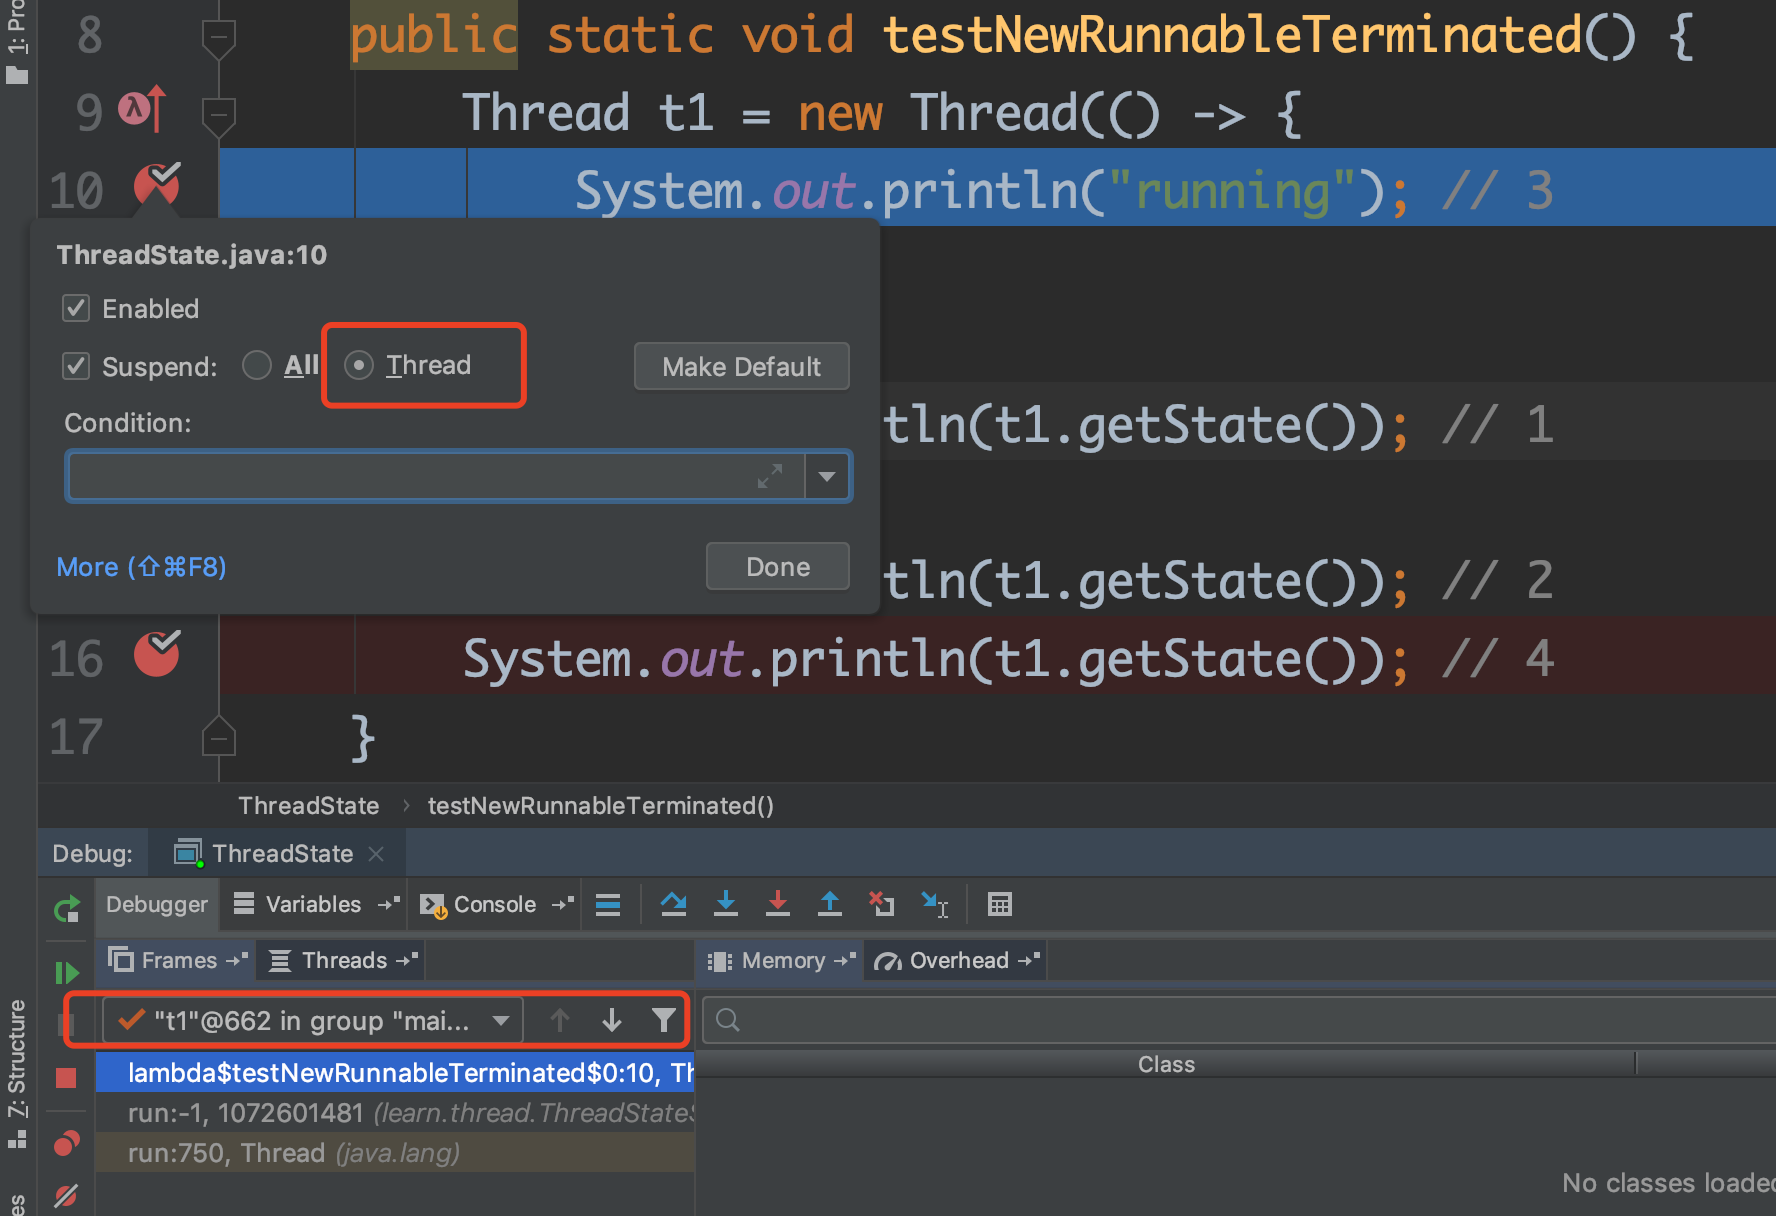 1: Pro
8 public static void testNewRunnableTerminated() {
9 Thread t1 = new Thread(() -> {
10 System.out.println("running"); // 3
ThreadState.java:10
Enabled
Suspend: All Thread Make Default
Condition:
tln(t1.getState()); // 1
More (⇧⌘F8) Done
tln(t1.getState()); // 2
16 System.out.println(t1.getState()); // 4
17 }
ThreadState › testNewRunnableTerminated()
Debug: ThreadState
Debugger Variables Console
Frames Threads Memory Overhead
"t1"@662 in group "mai...
Class
lambda$testNewRunnableTerminated$0:10, Th
run:-1, 1072601481 (learn.thread.ThreadStateS
run:750, Thread (java.lang)
No classes loaded
7: Structure
es